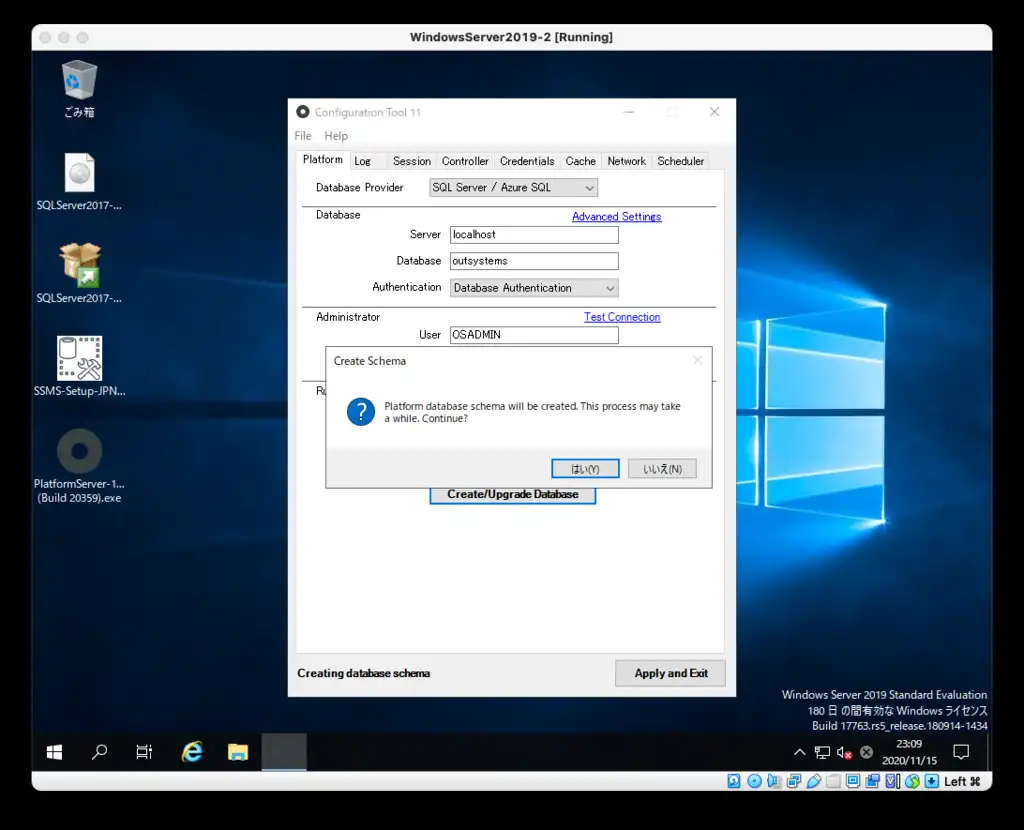 WindowsServer2019-2 [Running]
ごみ箱
SQLServer2017-...
SQLServer2017-...
SSMS-Setup-JPN...
PlatformServer-1...
(Build 20359).exe
Configuration Tool 11
File Help
Platform Log Session Controller Credentials Cache Network Scheduler
Database Provider SQL Server / Azure SQL
Database Advanced Settings
Server localhost
Database outsystems
Authentication Database Authentication
Administrator Test Connection
User OSADMIN
Create Schema
Platform database schema will be created. This process may take
a while. Continue?
はい(Y) いいえ(N)
Create/Upgrade Database
Creating database schema Apply and Exit
Windows Server 2019 Standard Evaluation
180 日 の間有効な Windows ライセンス
Build 17763.rs5_release.180914-1434
23:09
2020/11/15
Left ⌘